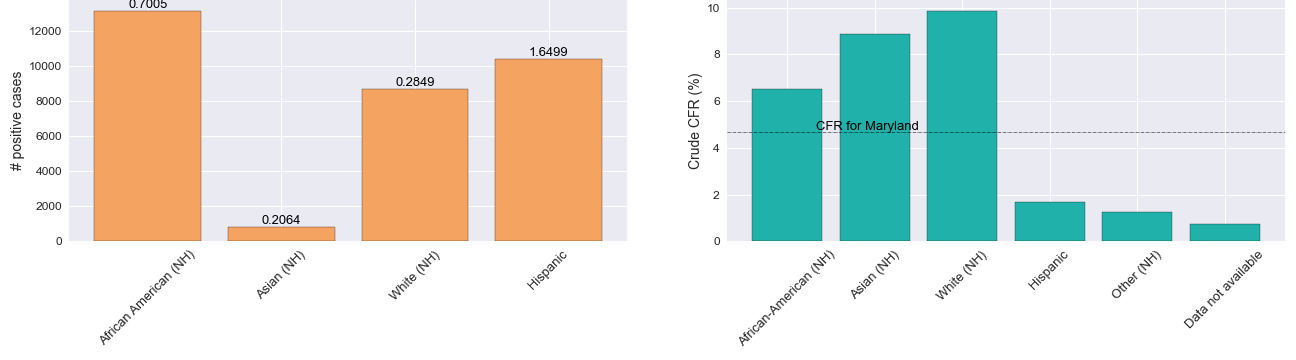 0.7005
12000
10000
8000
6000
4000
2000
0
# positive cases
1.6499
0.2849
0.2064
African American (NH)
Asian (NH)
White (NH)
Hispanic
10
8
6
4
2
0
Crude CFR (%)
CFR for Maryland
African-American (NH)
Asian (NH)
White (NH)
Hispanic
Other (NH)
Data not available